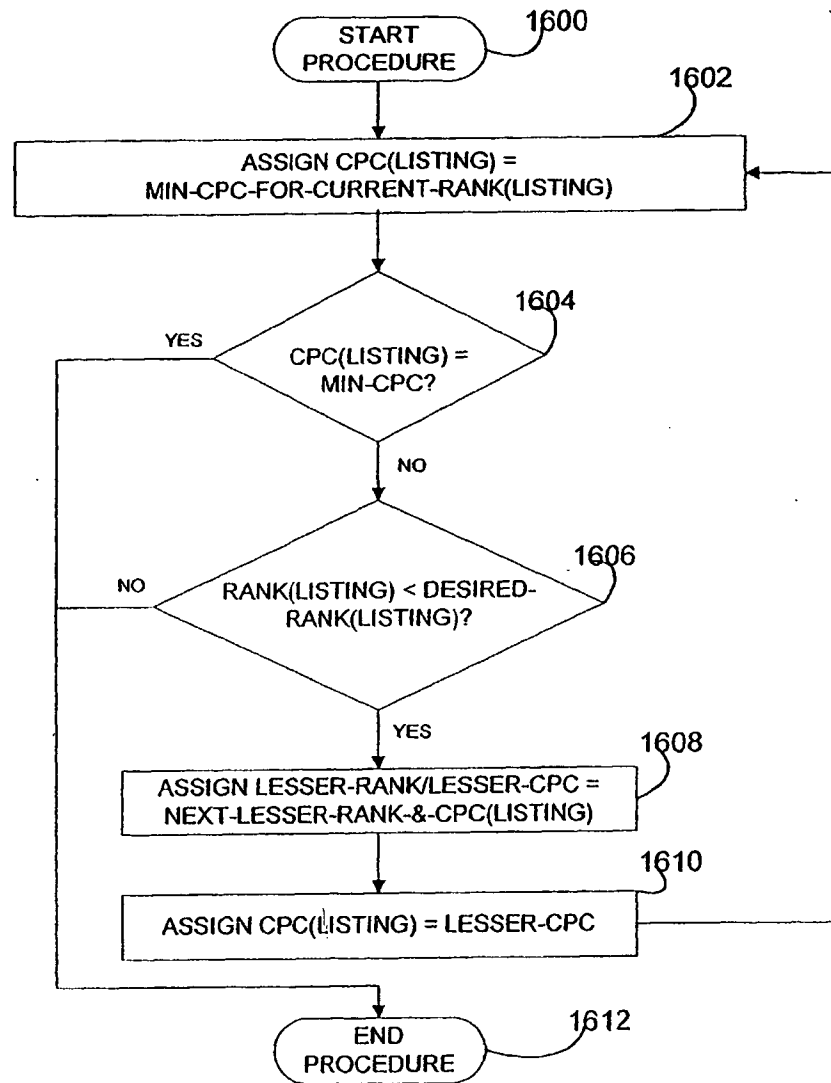 START
PROCEDURE
1600
1602
ASSIGN CPC(LISTING) =
MIN-CPC-FOR-CURRENT-RANK(LISTING)
1604
YES
CPC(LISTING) =
MIN-CPC?
NO
1606
NO
RANK(LISTING) < DESIRED-
RANK(LISTING)?
YES
1608
ASSIGN LESSER-RANK/LESSER-CPC =
NEXT-LESSER-RANK-&-CPC(LISTING)
1610
ASSIGN CPC(LISTING) = LESSER-CPC
END
PROCEDURE
1612